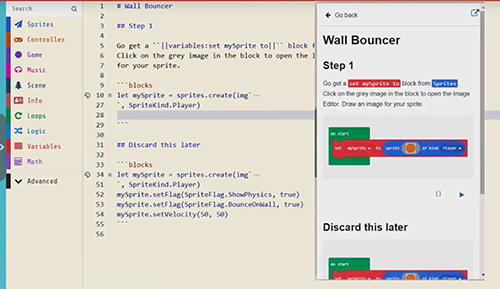 Search...
Sprites
Controller
Game
Music
Scene
Info
Loops
Logic
Variables
Math
Advanced
1 # Wall Bouncer
2
3 ## Step 1
4
5 Go get a ``||variables:set mySprite to||`` block f
6 Click on the grey image in the block to open the I
7 for your sprite.
8
9 ```blocks
10 let mySprite = sprites.create(img` ...
27 `, SpriteKind.Player)
28
29 ```
30
31 ## Discard this later
32
33 ```blocks
34 let mySprite = sprites.create(img` ...
51 `, SpriteKind.Player)
52 mySprite.setFlag(SpriteFlag.ShowPhysics, true)
53 mySprite.setFlag(SpriteFlag.BounceOnWall, true)
54 mySprite.setVelocity(50, 50)
55 ```
56
Go back
Wall Bouncer
Step 1
Go get a set mySprite to block from Sprites
Click on the grey image in the block to open the Image
Editor. Draw an image for your sprite.
on start
set mySprite to sprite of kind Player
{}
Discard this later
on start